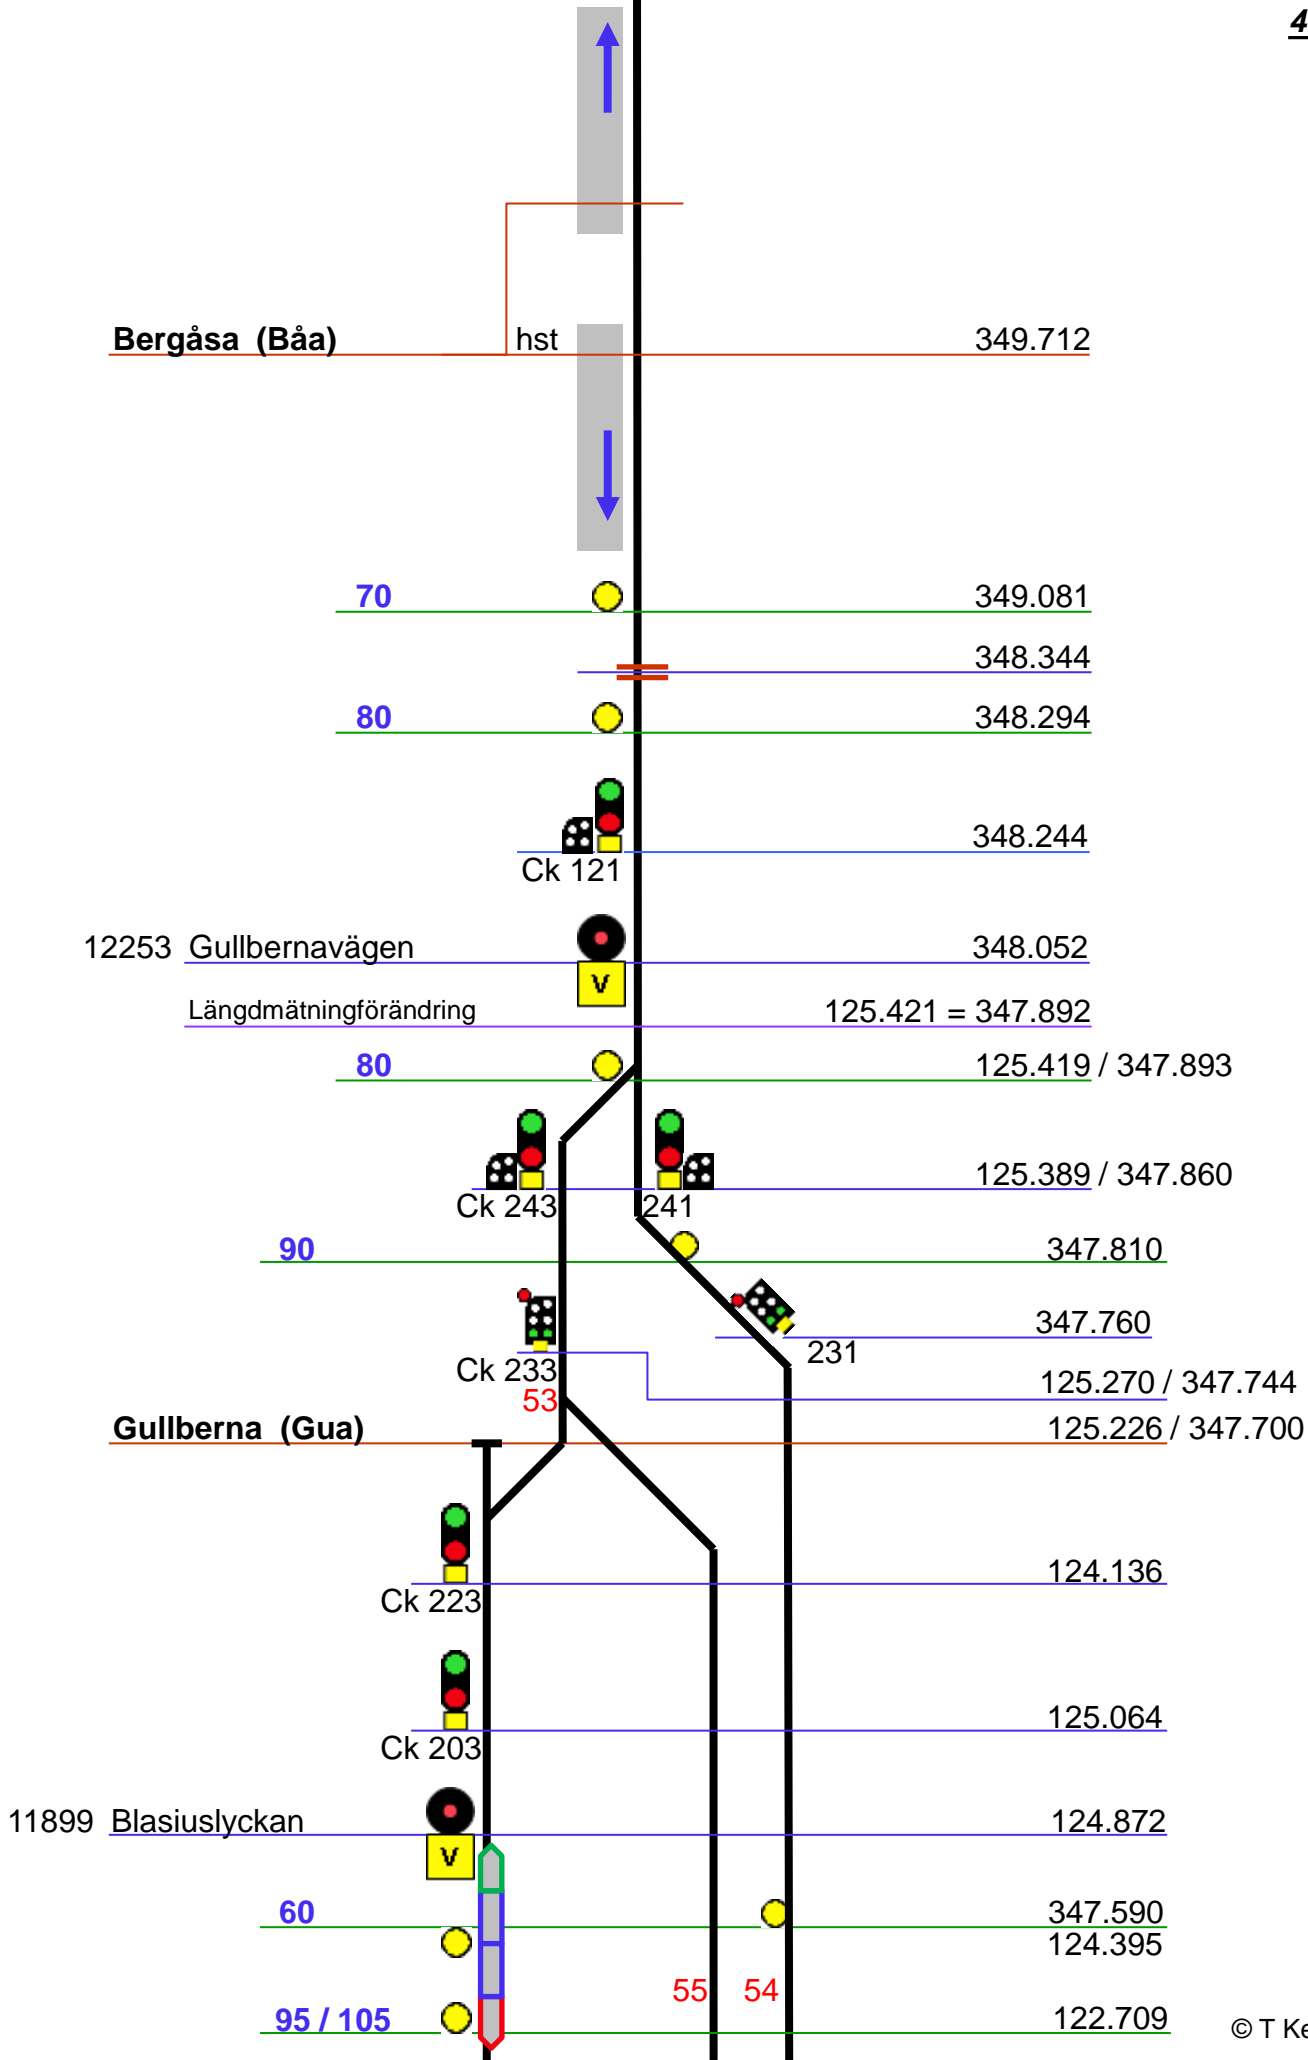 4
Bergåsa (Båa) hst 349.712
70 349.081
348.344
80 348.294
348.244
Ck 121
12253 Gullbernavägen 348.052
V
Längdmätningförändring 125.421 = 347.892
80 125.419 / 347.893
125.389 / 347.860
Ck 243 241
90 347.810
347.760
231
Ck 233
125.270 / 347.744
53
Gullberna (Gua) 125.226 / 347.700
124.136
Ck 223
125.064
Ck 203
11899 Blasiuslyckan 124.872
V
60 347.590
124.395
55 54
95 / 105 122.709
© T